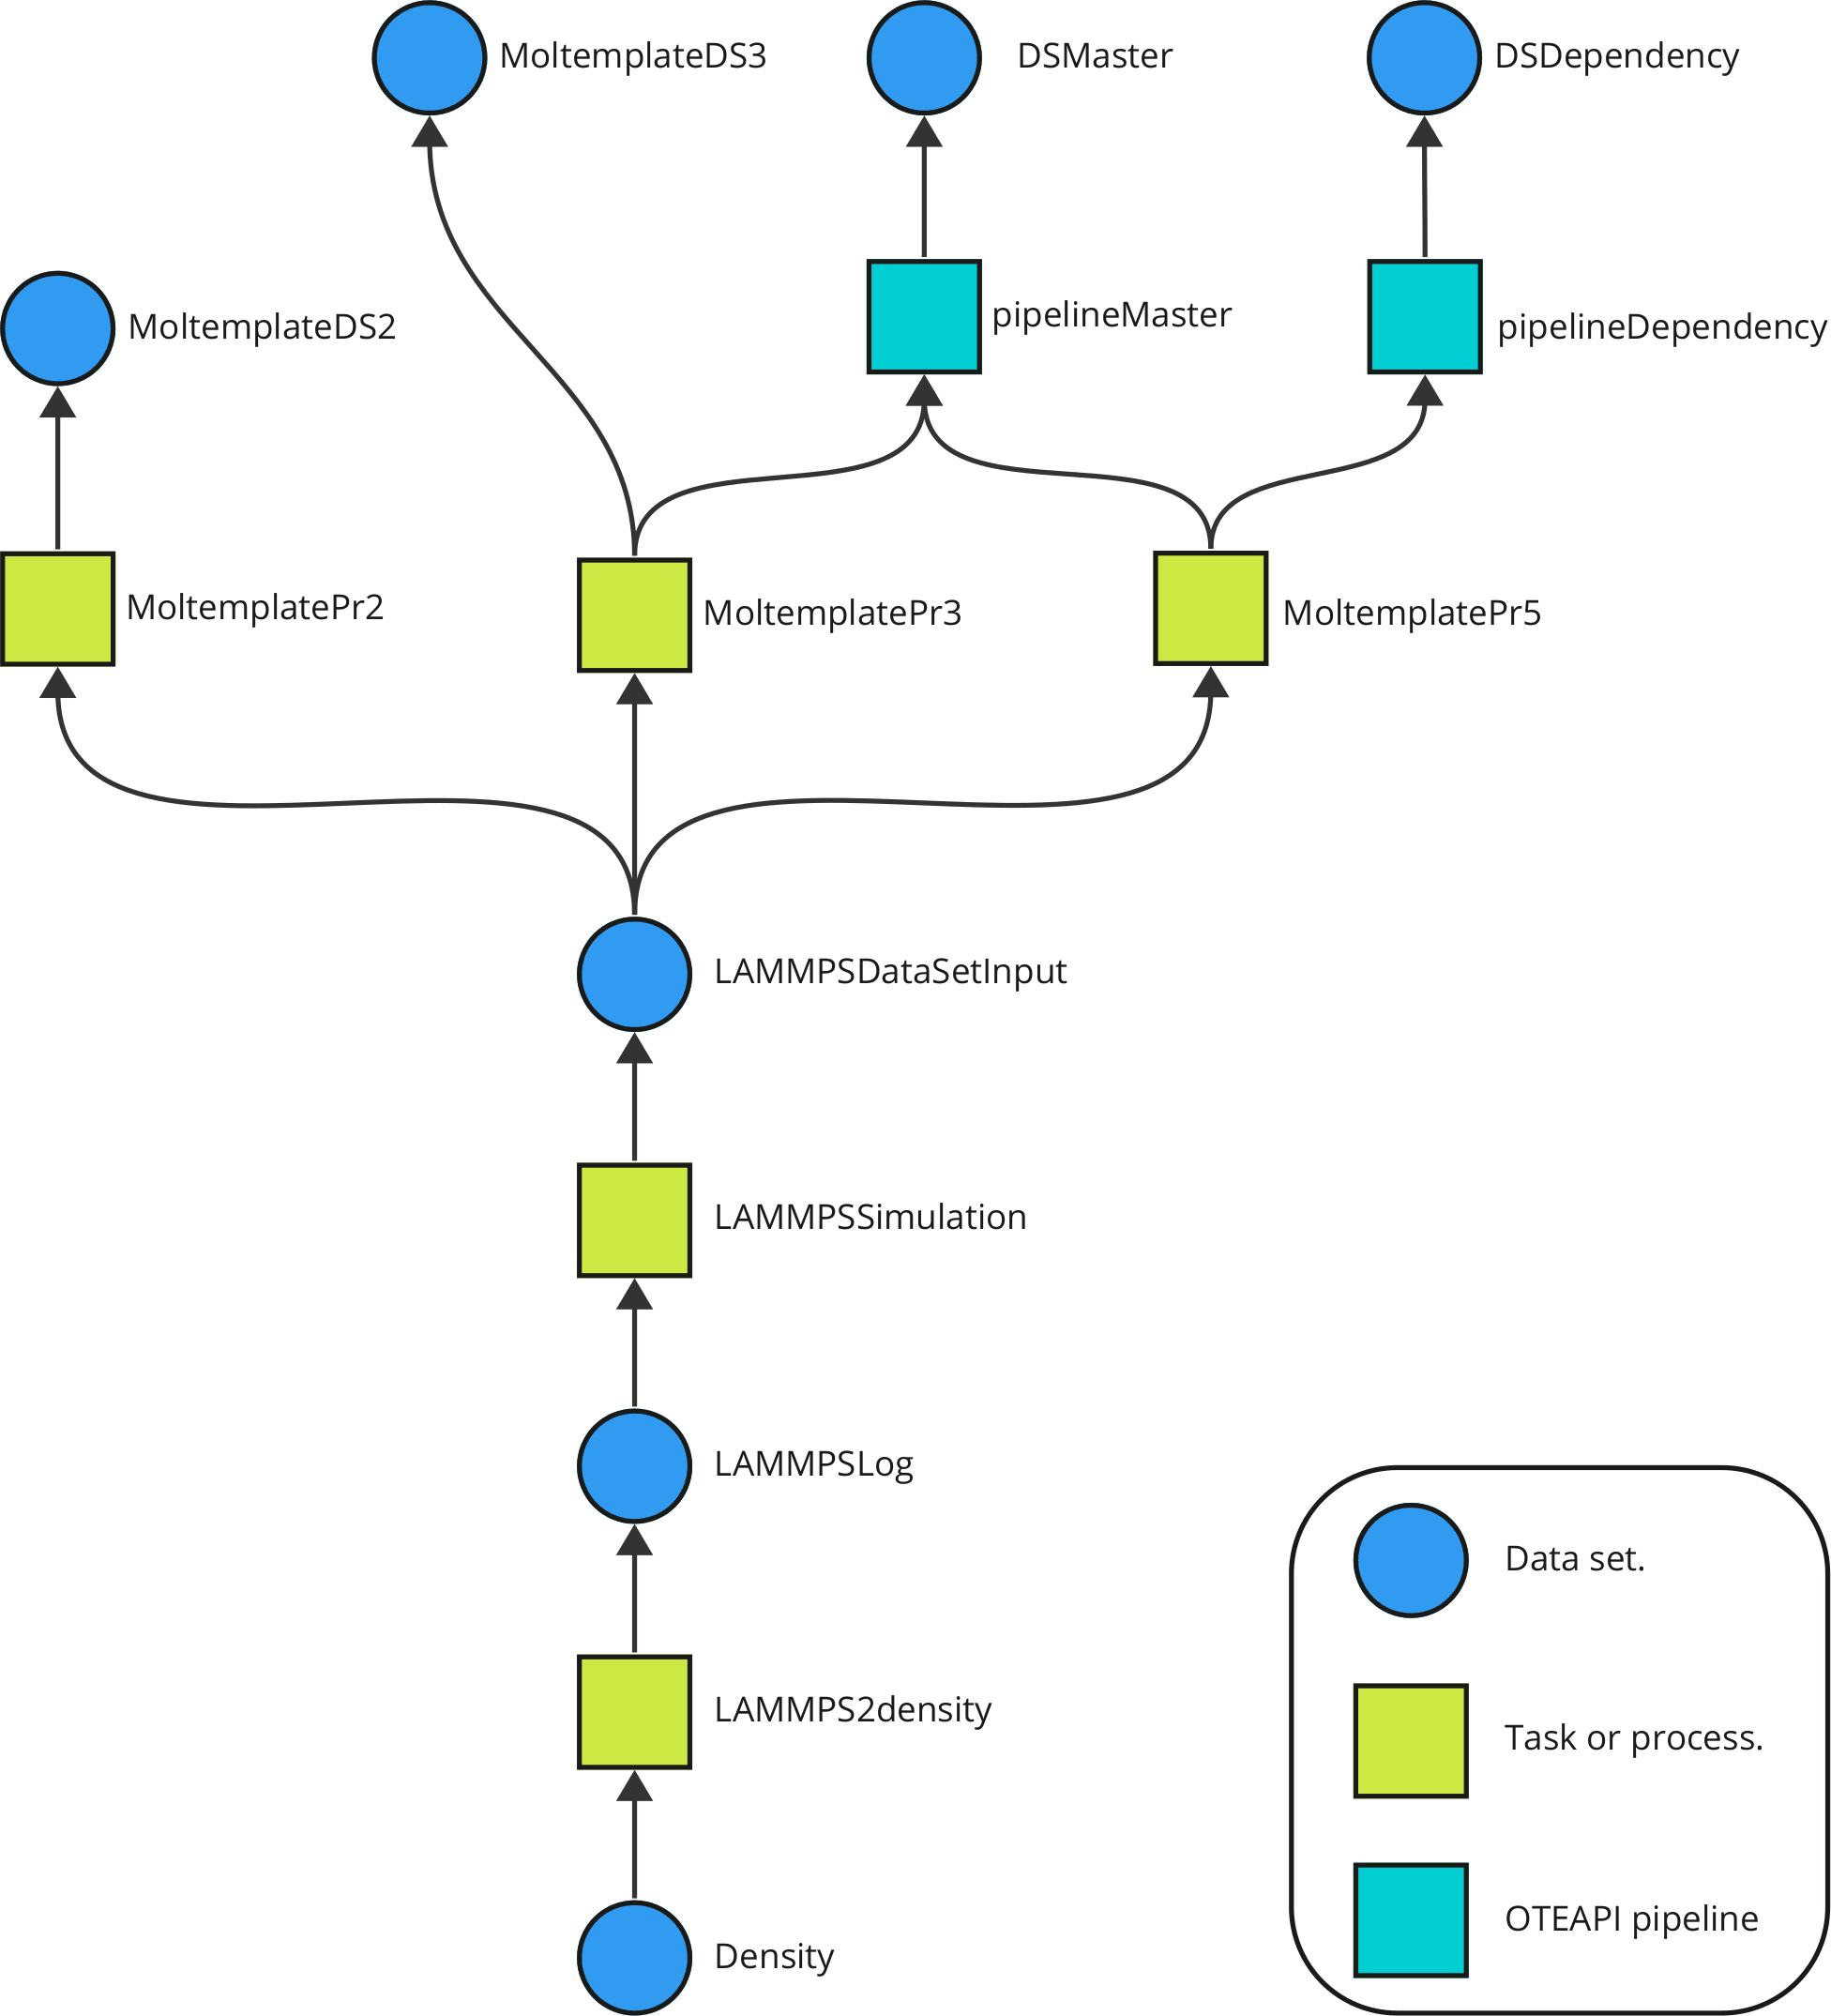 MoltemplateDS3
DSMaster
DSDependency
MoltemplateDS2
pipelineMaster
pipelineDependency
MoltemplatePr2
MoltemplatePr3
MoltemplatePr5
LAMMPSDataSetInput
LAMMPSSimulation
LAMMPSLog
LAMMPS2density
Density
Data set.
Task or process.
OTEAPI pipeline